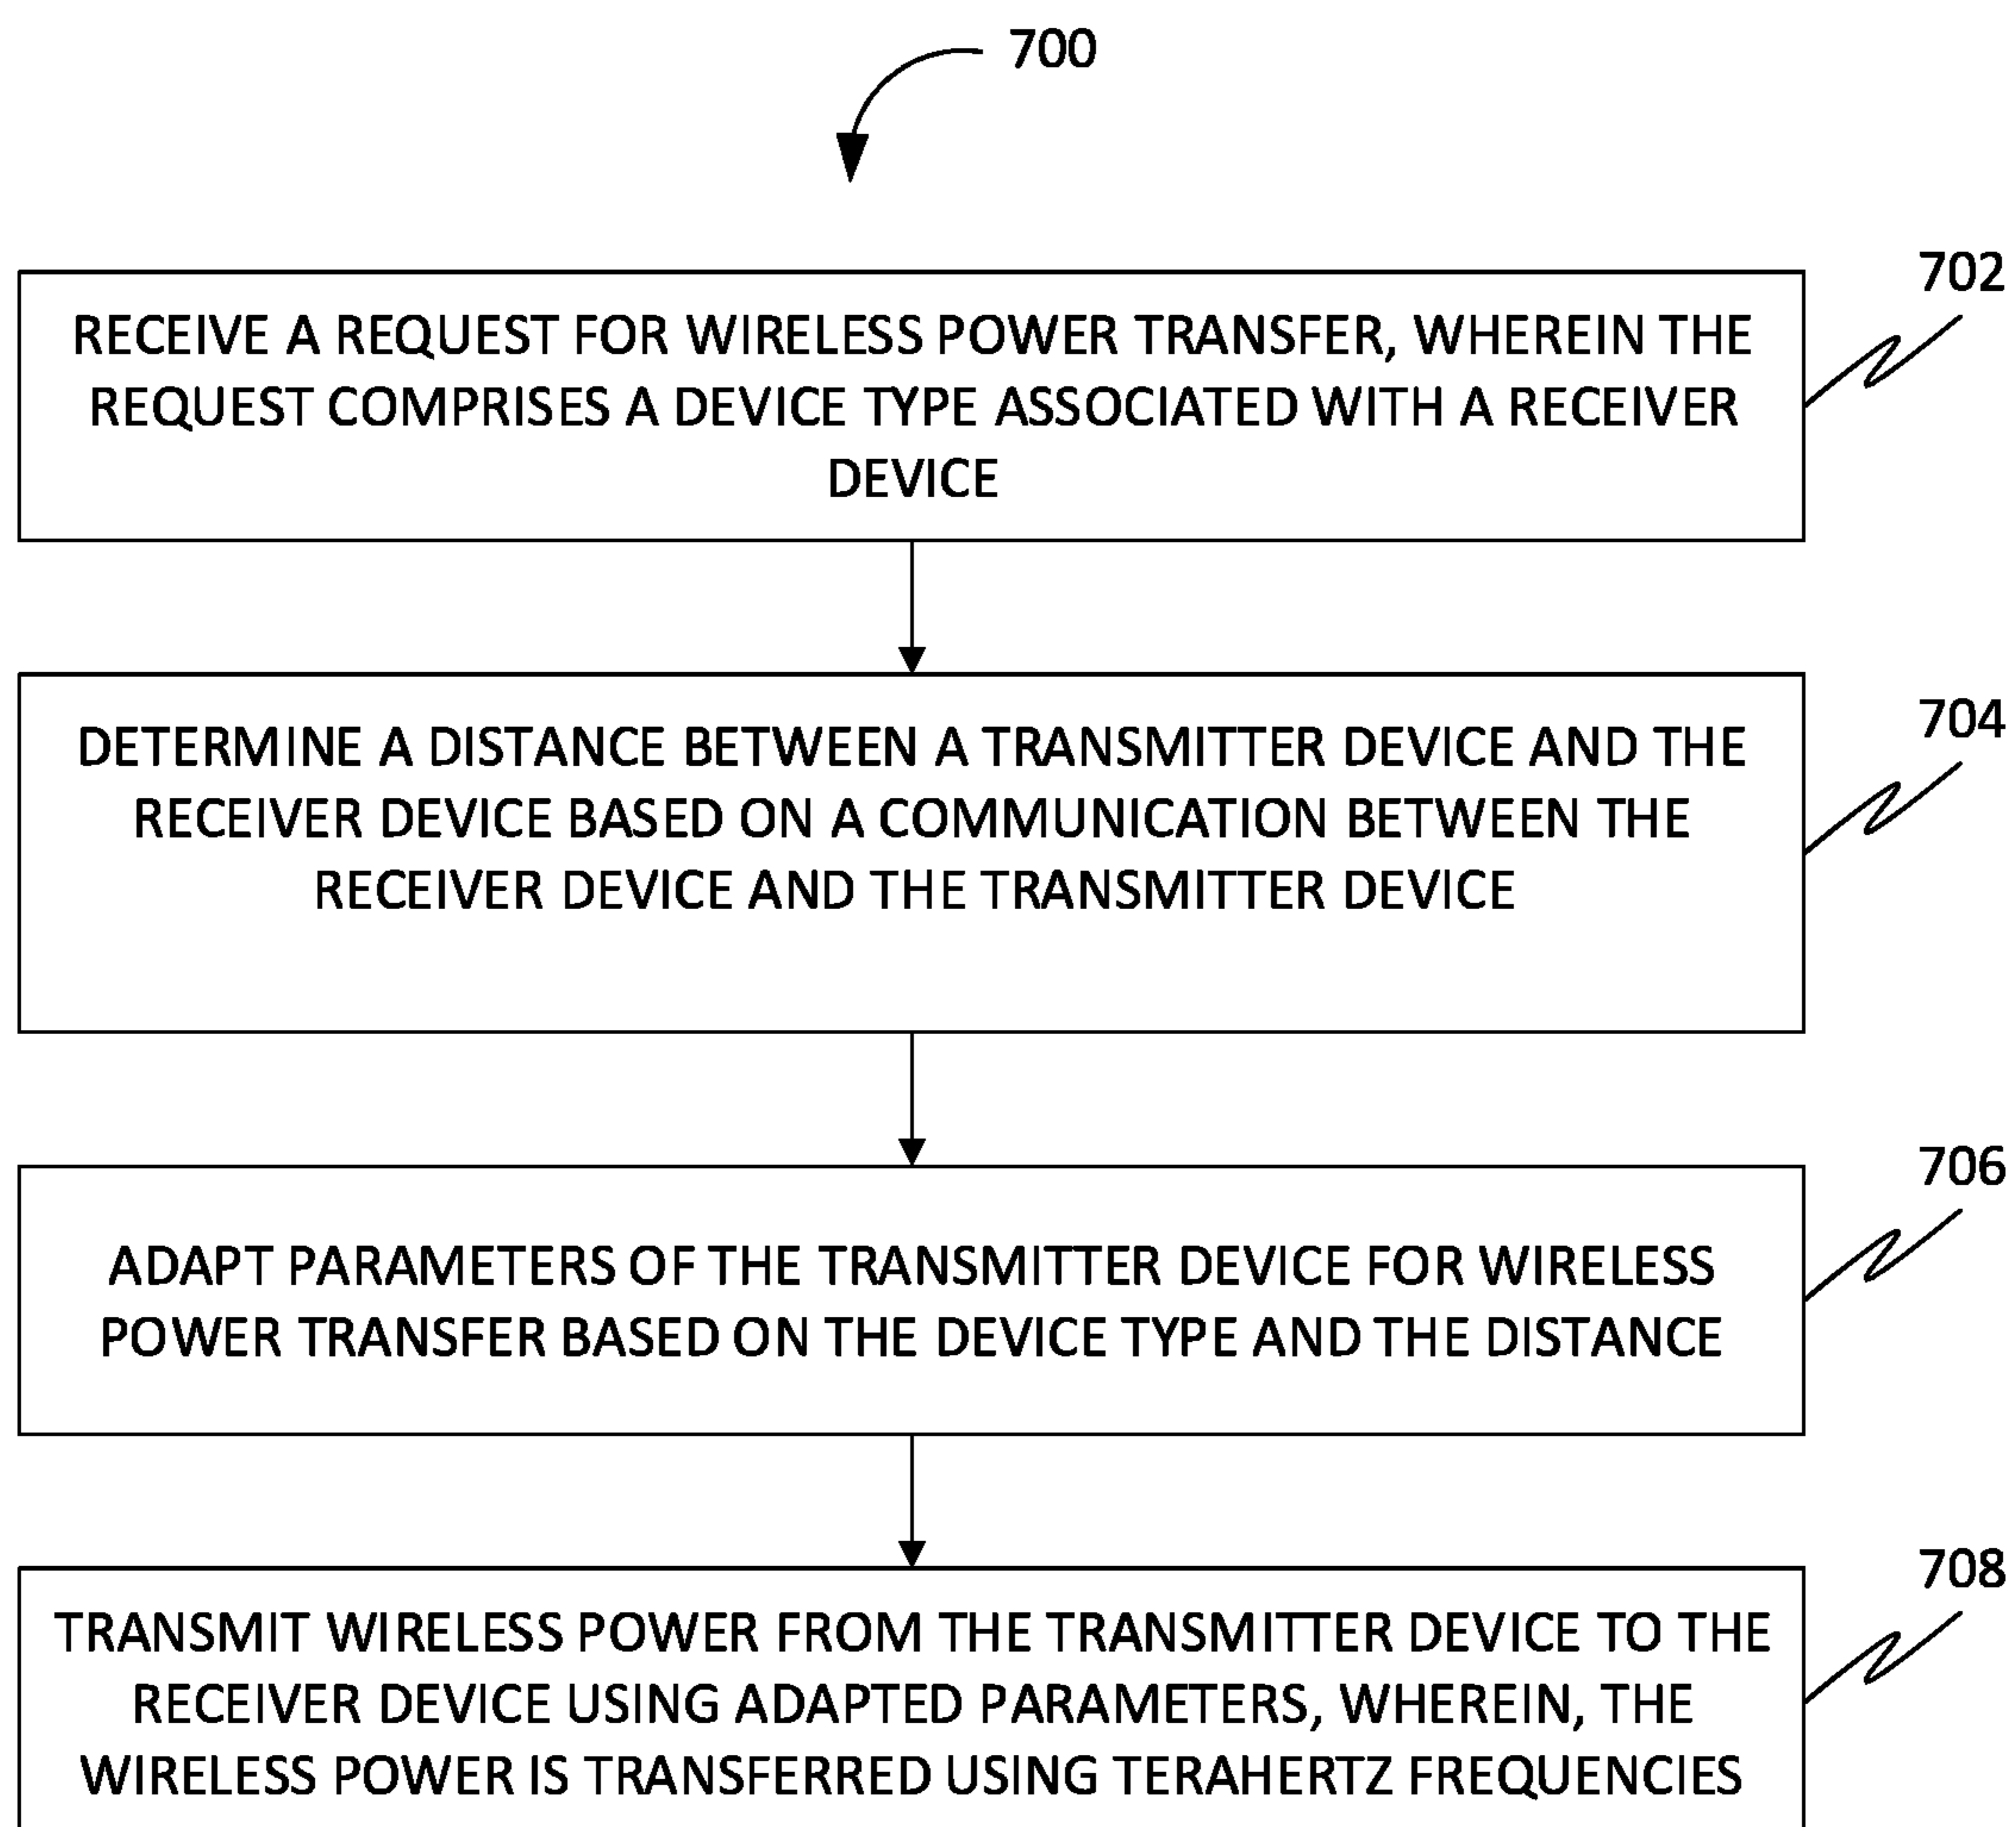 700
702
RECEIVE A REQUEST FOR WIRELESS POWER TRANSFER, WHEREIN THE
REQUEST COMPRISES A DEVICE TYPE ASSOCIATED WITH A RECEIVER
DEVICE
704
DETERMINE A DISTANCE BETWEEN A TRANSMITTER DEVICE AND THE
RECEIVER DEVICE BASED ON A COMMUNICATION BETWEEN THE
RECEIVER DEVICE AND THE TRANSMITTER DEVICE
706
ADAPT PARAMETERS OF THE TRANSMITTER DEVICE FOR WIRELESS
POWER TRANSFER BASED ON THE DEVICE TYPE AND THE DISTANCE
708
TRANSMIT WIRELESS POWER FROM THE TRANSMITTER DEVICE TO THE
RECEIVER DEVICE USING ADAPTED PARAMETERS, WHEREIN, THE
WIRELESS POWER IS TRANSFERRED USING TERAHERTZ FREQUENCIES